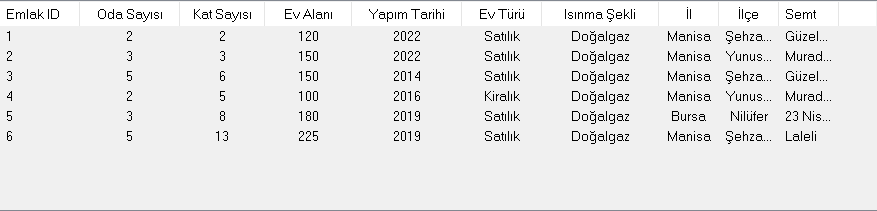 Emlak ID Oda Sayısı Kat Sayısı Ev Alanı Yapım Tarihi Ev Türü Isınma Şekli İl İlçe Semt
1 2 2 120 2022 Satılık Doğalgaz Manisa Şehza... Güzel...
2 3 3 150 2022 Satılık Doğalgaz Manisa Yunus... Murad...
3 5 6 150 2014 Satılık Doğalgaz Manisa Şehza... Güzel...
4 2 5 100 2016 Kiralık Doğalgaz Manisa Yunus... Murad...
5 3 8 180 2019 Satılık Doğalgaz Bursa Nilüfer 23 Nis...
6 5 13 225 2019 Satılık Doğalgaz Manisa Şehza... Laleli